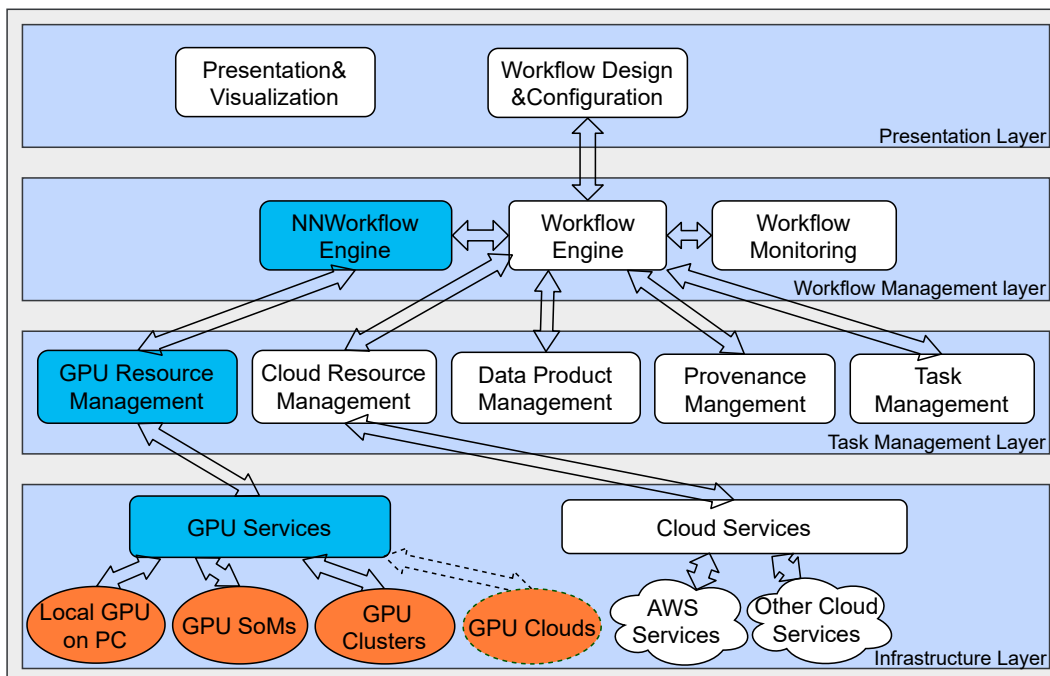 Presentation&
Visualization
Workflow Design
&Configuration
Presentation Layer
NNWorkflow
Engine
Workflow
Engine
Workflow
Monitoring
Workflow Management layer
GPU Resource
Management
Cloud Resource
Management
Data Product
Management
Provenance
Mangement
Task
Management
Task Management Layer
GPU Services
Cloud Services
Local GPU
on PC
GPU SoMs
GPU
Clusters
GPU Clouds
AWS
Services
Other Cloud
Services
Infrastructure Layer